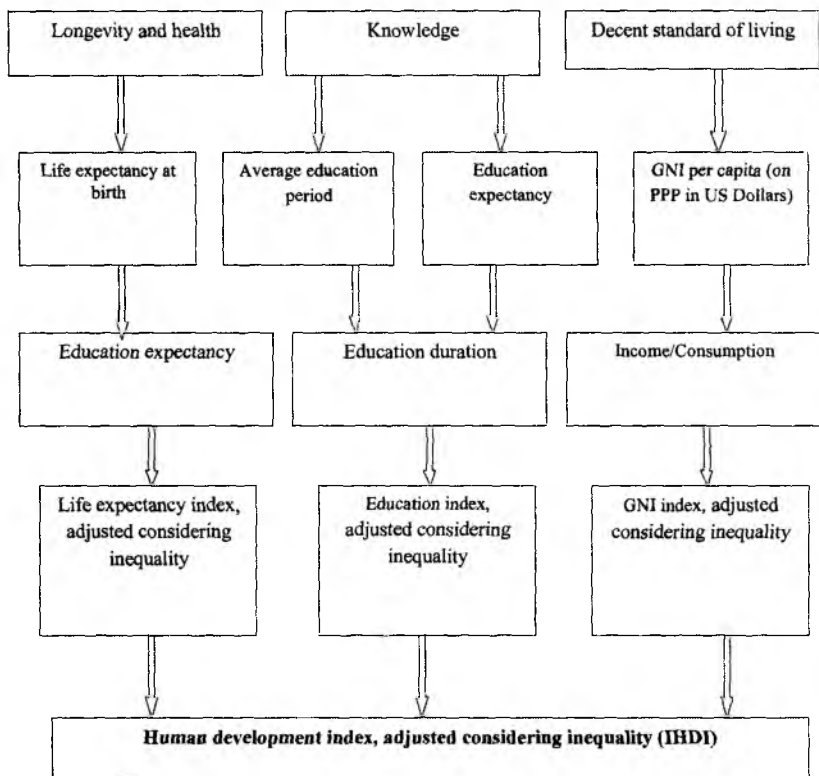 Longevity and health
Knowledge
Decent standard of living
Life expectancy at
birth
Average education
period
Education
expectancy
GNI per capita (on
PPP in US Dollars)
Education expectancy
Education duration
Income/Consumption
Life expectancy index,
adjusted considering
inequality
Education index,
adjusted considering
inequality
GNI index, adjusted
considering inequality
Human development index, adjusted considering inequality (IHDI)